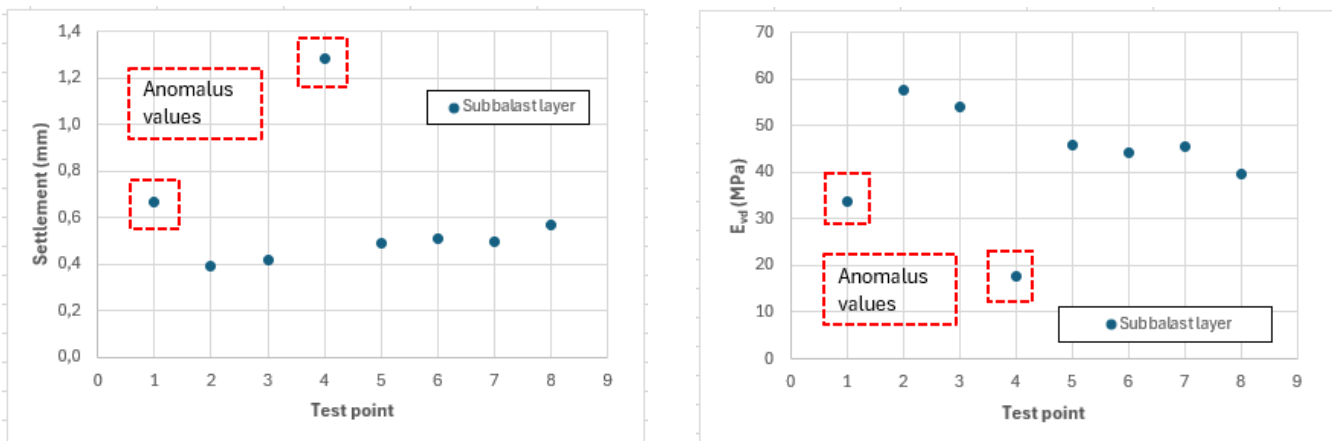 1,4
1,2
1,0
0,8
0,6
0,4
0,2
0,0
Settlement (mm)
Anomalus
values
Subbalast layer
0 1 2 3 4 5 6 7 8 9
Test point
70
60
50
40
30
20
10
0
Evd (MPa)
Anomalus
values
Subbalast layer
0 1 2 3 4 5 6 7 8 9
Test point